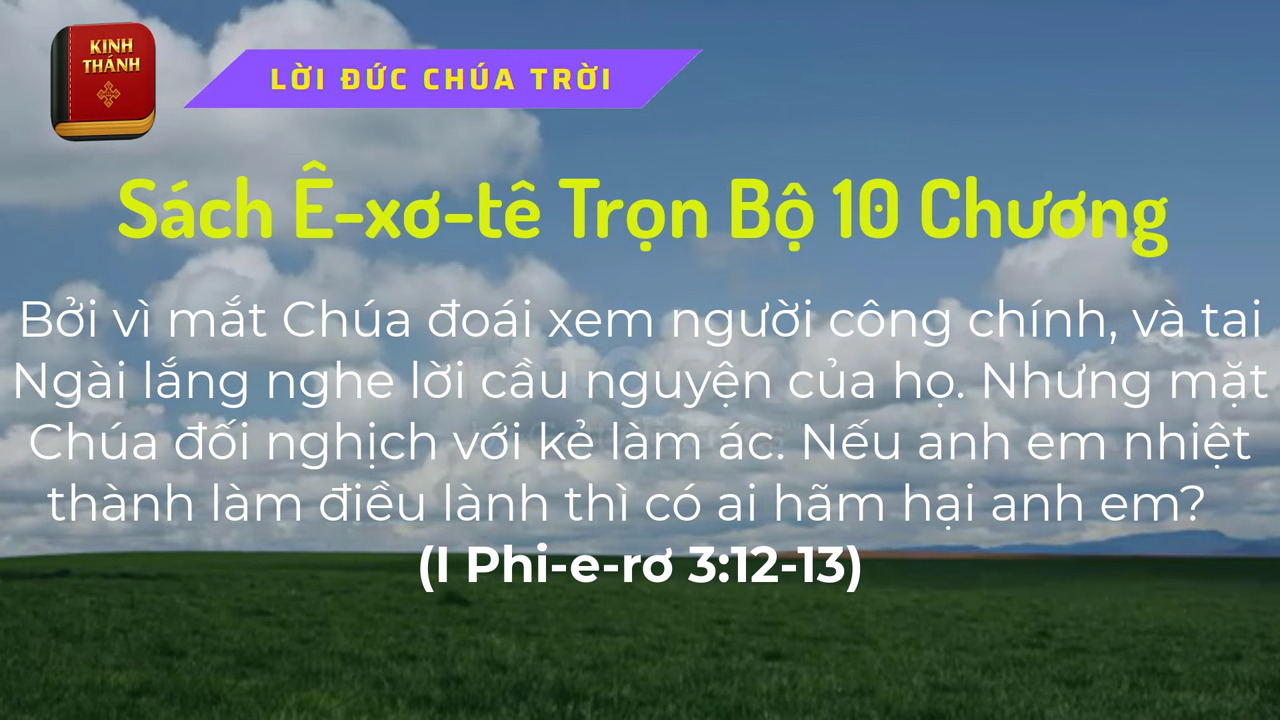 KINH
THÁNH
LỜI ĐỨC CHÚA TRỜI
Sách Ê-xơ-tê Trọn Bộ 10 Chương
Bởi vì mắt Chúa đoái xem người công chính, và tai
Ngài lắng nghe lời cầu nguyện của họ. Nhưng mặt
Chúa đối nghịch với kẻ làm ác. Nếu anh em nhiệt
thành làm điều lành thì có ai hãm hại anh em?
(I Phi-e-rơ 3:12-13)